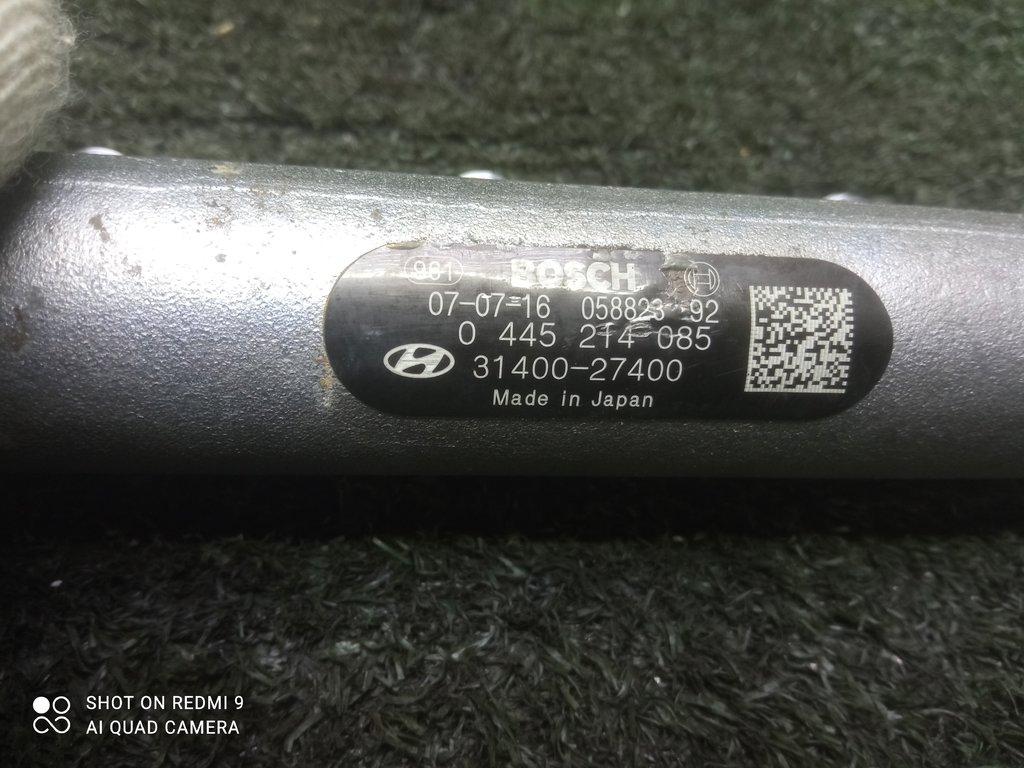 981 BOSCH
07-07-16 058823 92
0 445 214 085
31400-27400
Made in Japan
SHOT ON REDMI 9
AI QUAD CAMERA